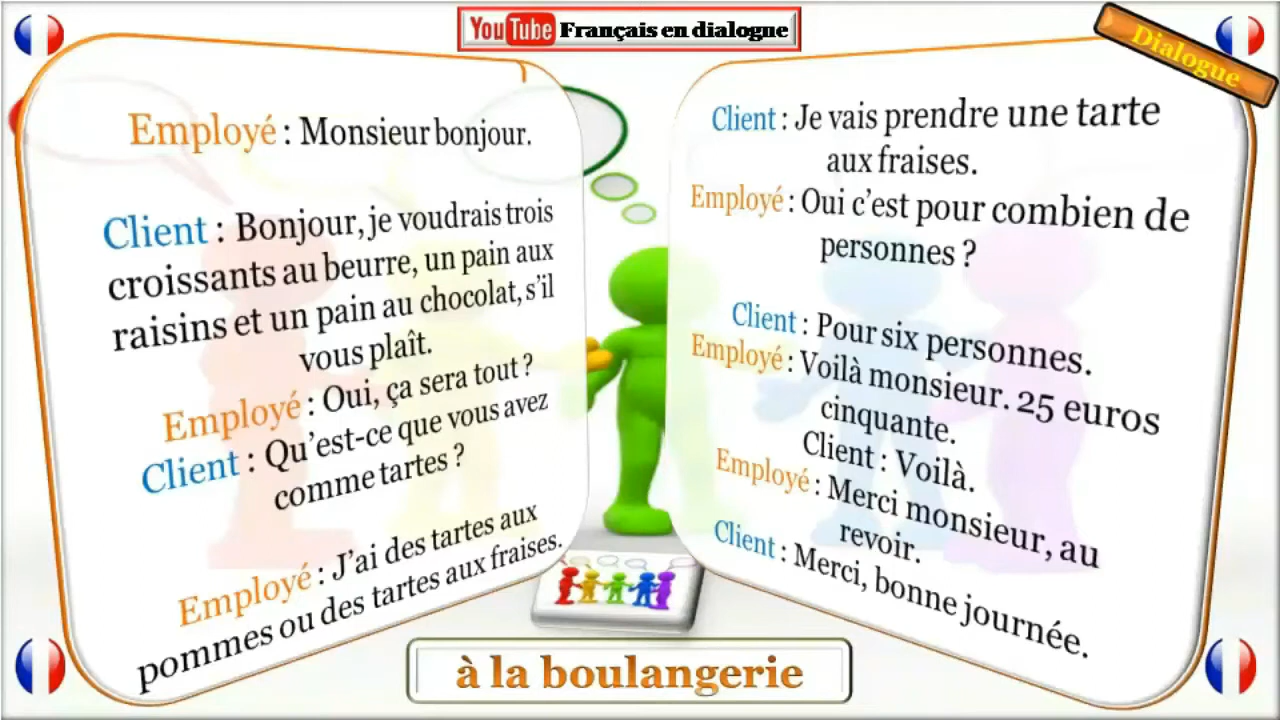 YouTube Français en dialogue
Dialogue
Employé : Monsieur bonjour.
Client : Bonjour, je voudrais trois
croissants au beurre, un pain aux
raisins et un pain au chocolat, s'il
vous plaît.
Employé : Oui, ça sera tout ?
Client : Qu'est-ce que vous avez
comme tartes ?
Employé : J'ai des tartes aux
pommes ou des tartes aux fraises.
Client : Je vais prendre une tarte
aux fraises.
Employé : Oui c'est pour combien de
personnes ?
Client : Pour six personnes.
Employé : Voilà monsieur. 25 euros
cinquante.
Client : Voilà.
Employé : Merci monsieur, au
revoir.
Client : Merci, bonne journée.
à la boulangerie